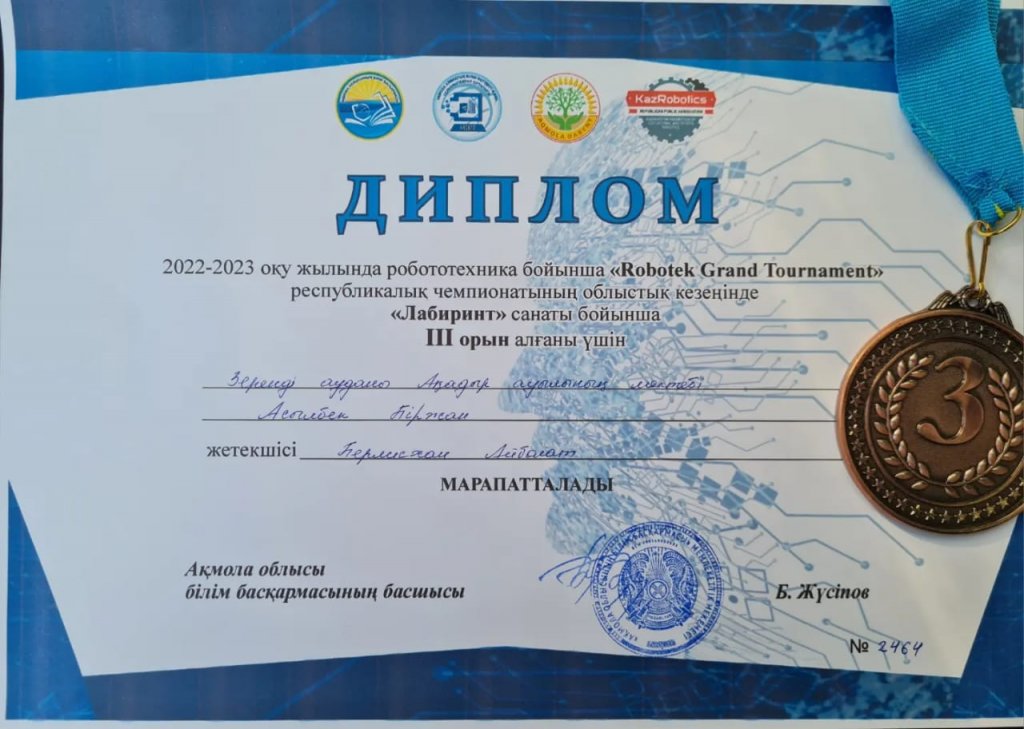 KazRobotics
ДИПЛОМ
2022-2023 оқу жылында робототехника бойынша «Robotek Grand Tournament»
республикалық чемпионатының облыстық кезеңінде
«Лабиринт» санаты бойынша
III орын алғаны үшін
Зеренді ауданы Ақадыр ауылының мектебі
Асылбек Біржан
жетекшісі Айболат
МАРАПАТТАЛАДЫ
Ақмола облысы
білім басқармасының басшысы
Б. Жүсіпов
№ 2464
3